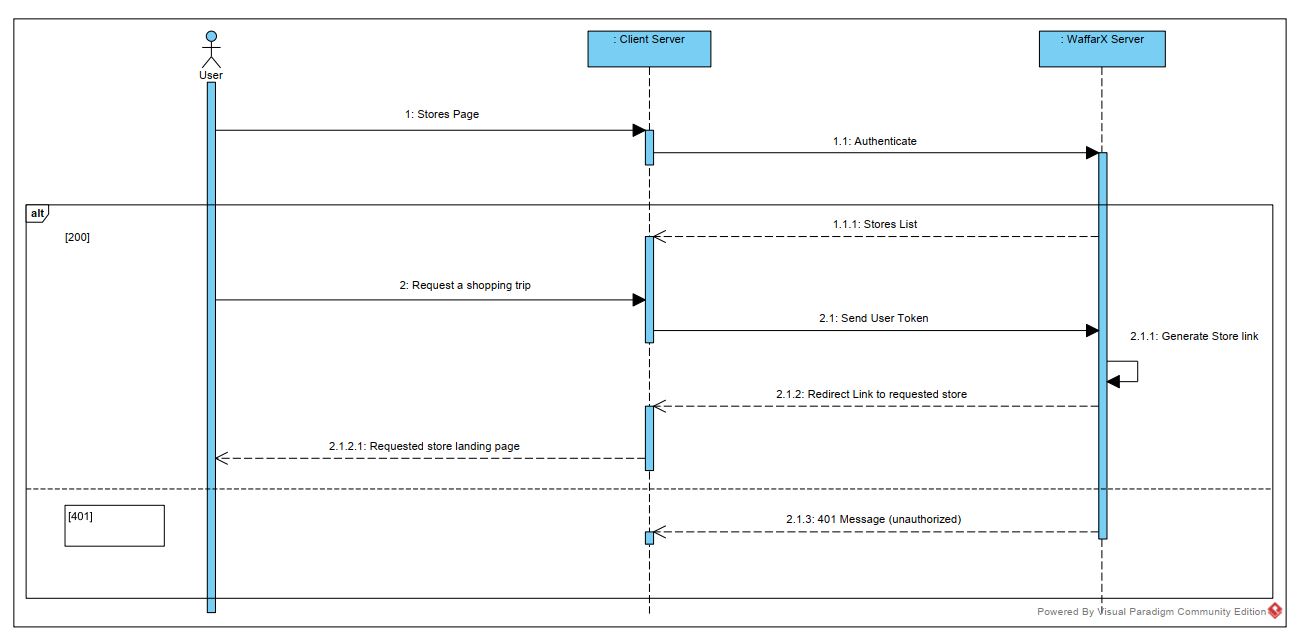 : Client Server
: WaffarX Server
User
1: Stores Page
1.1: Authenticate
alt
[200]
1.1.1: Stores List
2: Request a shopping trip
2.1: Send User Token
2.1.1: Generate Store link
2.1.2: Redirect Link to requested store
2.1.2.1: Requested store landing page
[401]
2.1.3: 401 Message (unauthorized)
Powered By Visual Paradigm Community Edition